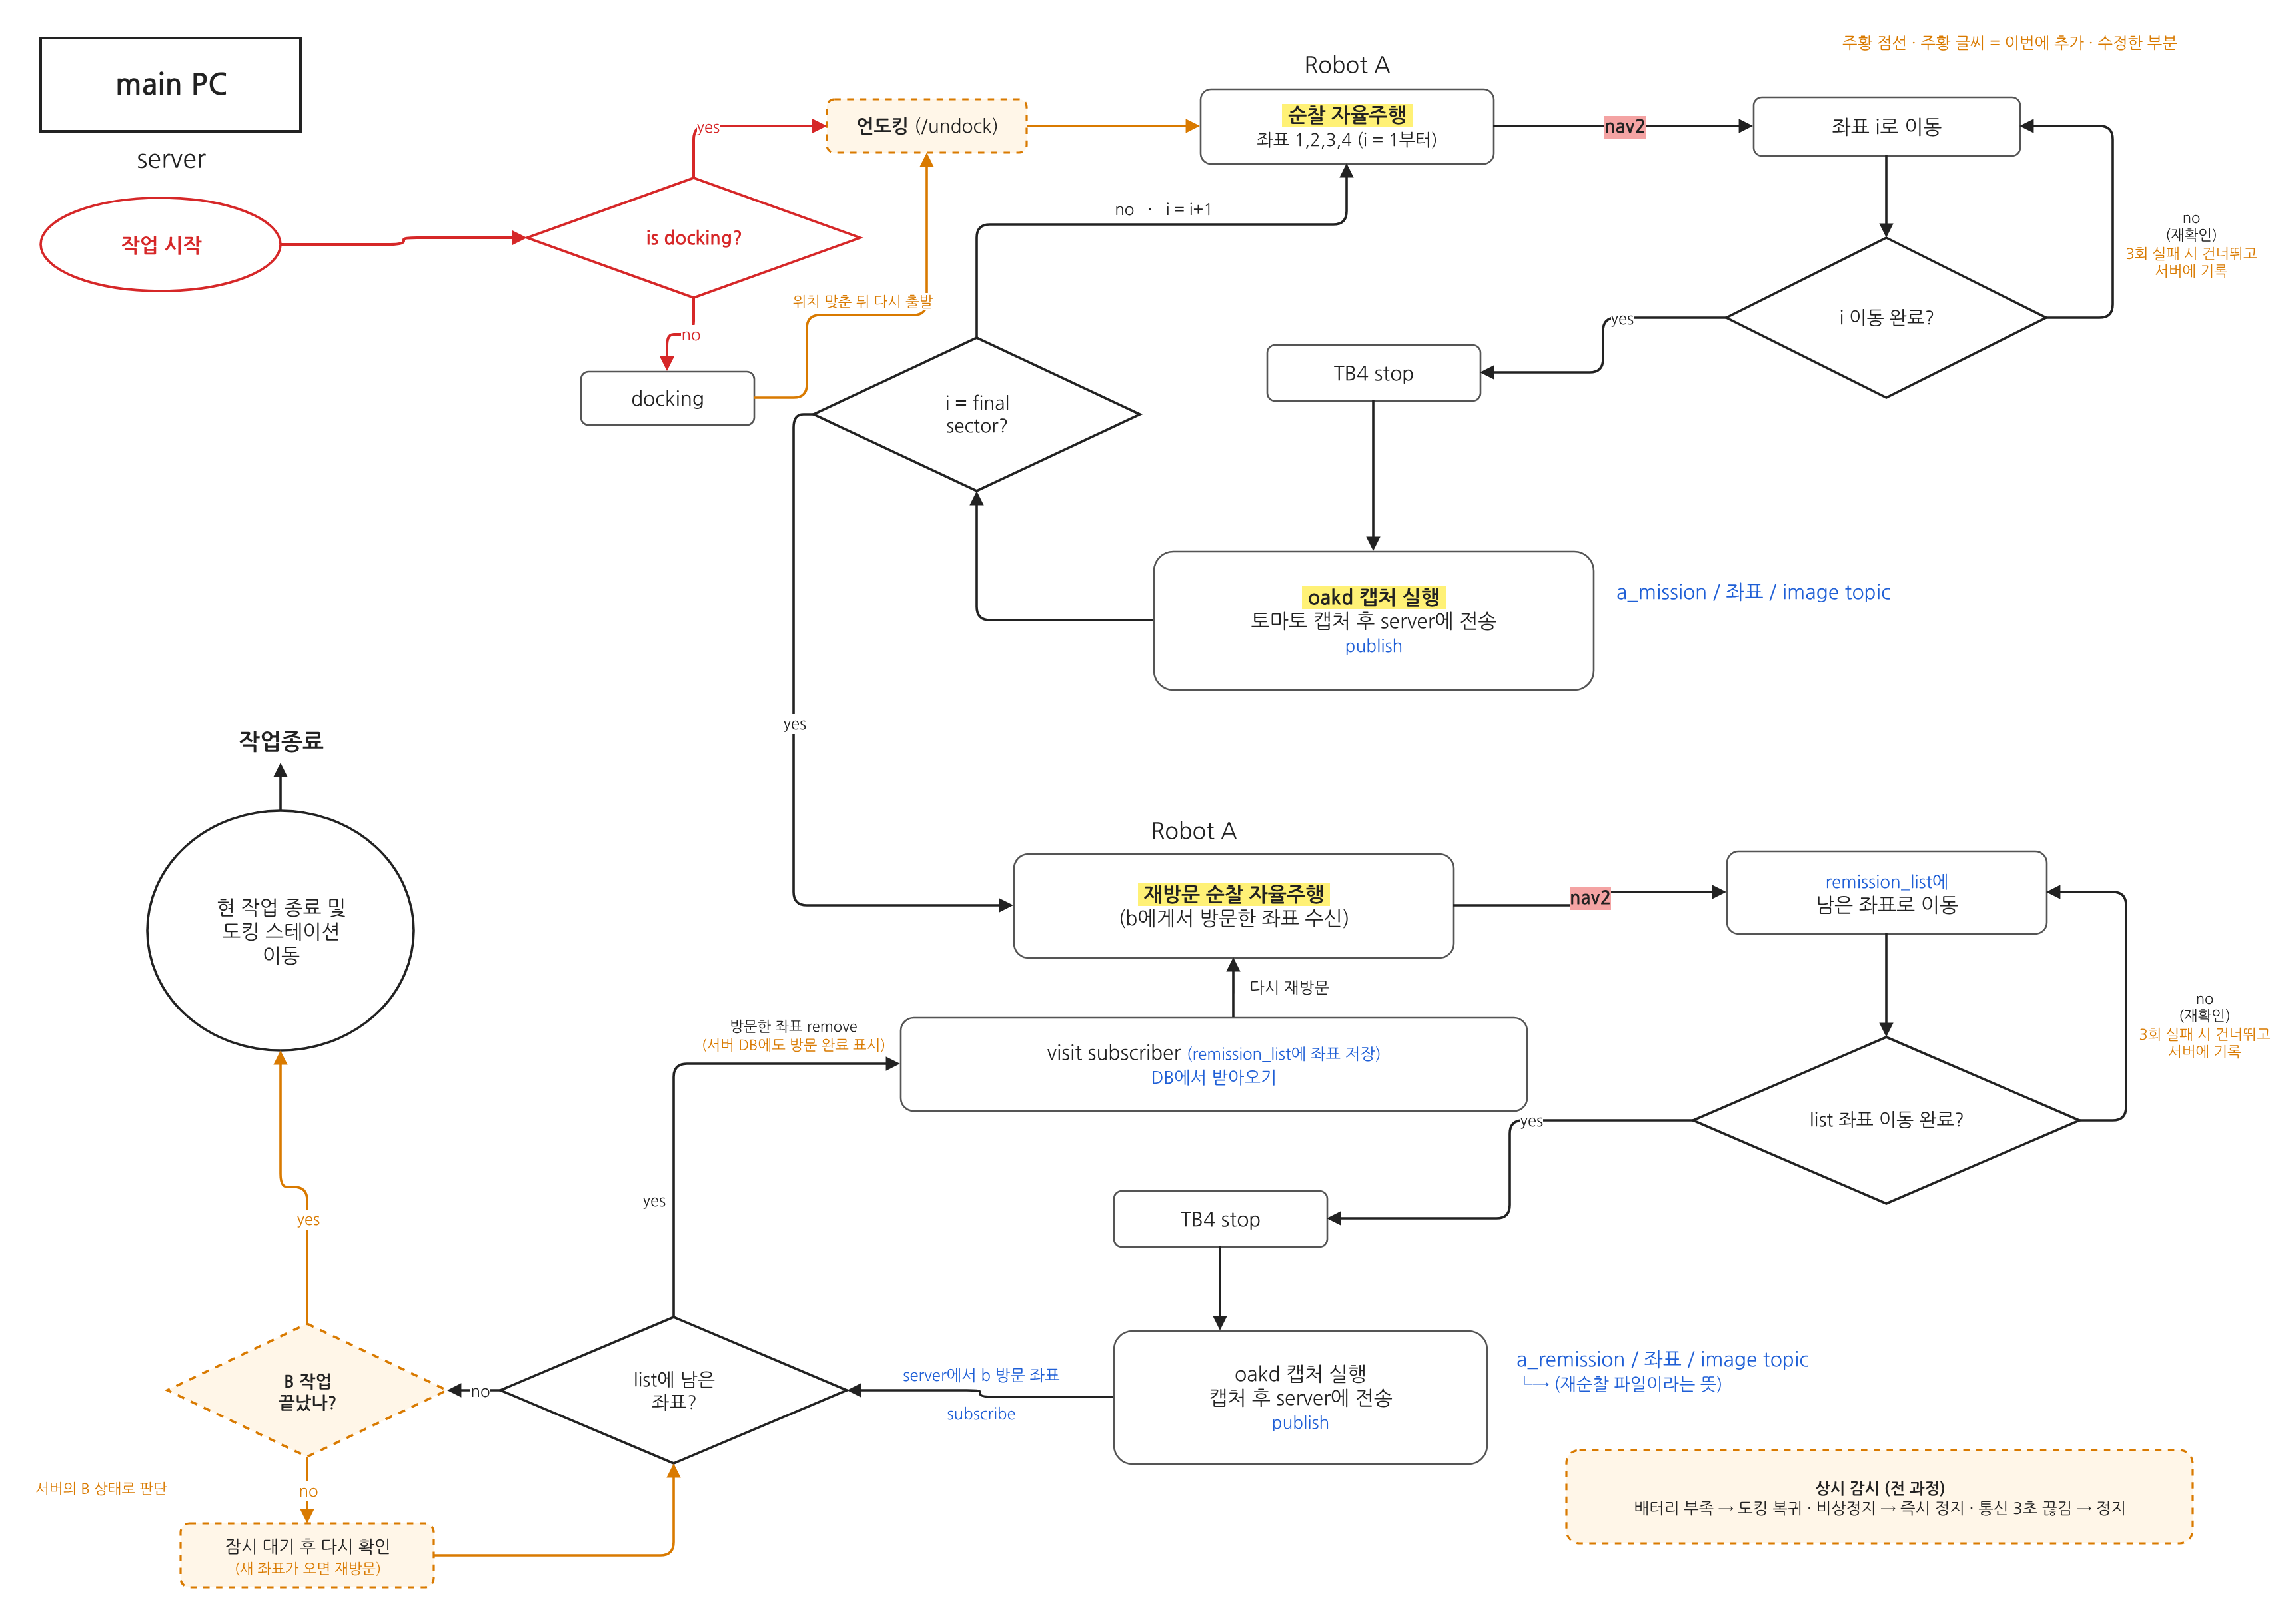 주황 점선 · 주황 글씨 = 이번에 추가 · 수정한 부분
main PC
server
작업 시작
is docking?
yes
no
docking
위치 맞춘 뒤 다시 출발
언도킹 (/undock)
Robot A
순찰 자율주행
좌표 1,2,3,4 (i = 1부터)
nav2
좌표 i로 이동
no
(재확인)
3회 실패 시 건너뛰고
서버에 기록
i 이동 완료?
yes
TB4 stop
no · i = i+1
i = final
sector?
oakd 캡처 실행
토마토 캡처 후 server에 전송
publish
a_mission / 좌표 / image topic
yes
작업종료
현 작업 종료 및
도킹 스테이션
이동
Robot A
재방문 순찰 자율주행
(b에게서 방문한 좌표 수신)
nav2
remission_list에
남은 좌표로 이동
no
(재확인)
3회 실패 시 건너뛰고
서버에 기록
다시 재방문
방문한 좌표 remove
(서버 DB에도 방문 완료 표시)
visit subscriber (remission_list에 좌표 저장)
DB에서 받아오기
list 좌표 이동 완료?
yes
TB4 stop
yes
yes
B 작업
끝났나?
no
list에 남은
좌표?
server에서 b 방문 좌표
subscribe
oakd 캡처 실행
캡처 후 server에 전송
publish
a_remission / 좌표 / image topic
└→ (재순찰 파일이라는 뜻)
서버의 B 상태로 판단
no
잠시 대기 후 다시 확인
(새 좌표가 오면 재방문)
상시 감시 (전 과정)
배터리 부족 → 도킹 복귀 · 비상정지 → 즉시 정지 · 통신 3초 끊김 → 정지